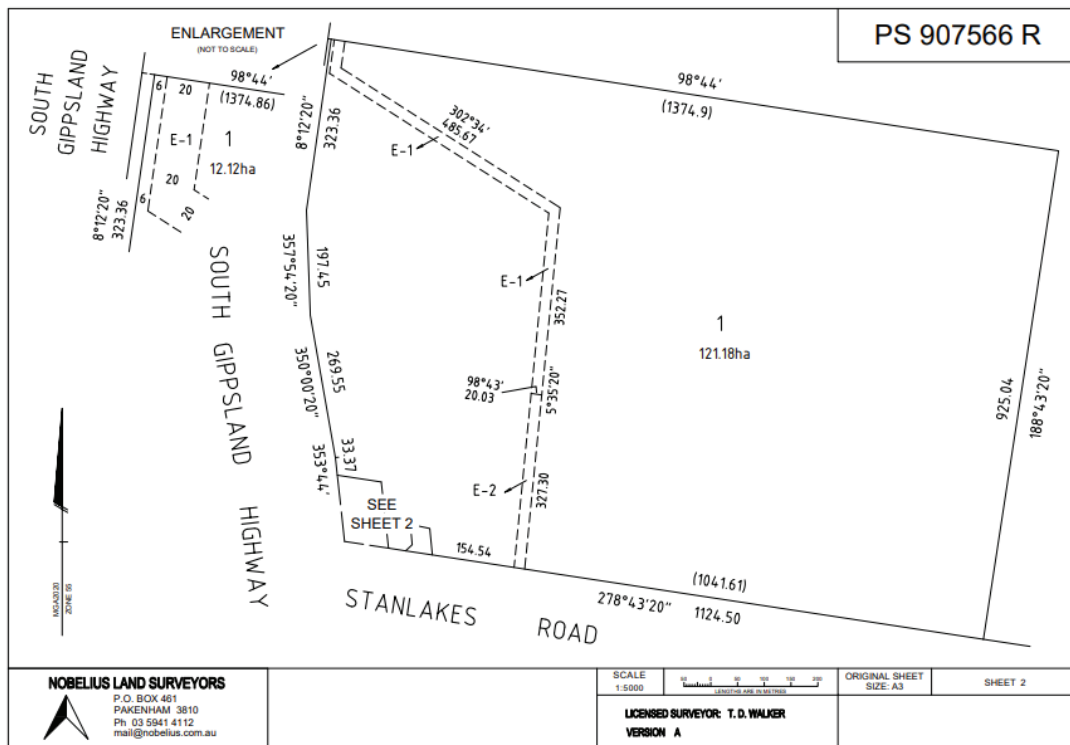 PS 907566 R
ENLARGEMENT
(NOT TO SCALE)
SOUTH
GIPPSLAND
HIGHWAY
98°44'
(1374.86)
6
20
E-1
1
12.12ha
20
6
20
8°12'20"
323.36
98°44'
(1374.9)
8°12'20"
323.36
302°34'
485.67
E-1
197.45
357°54'20"
E-1
352.27
1
121.18ha
SOUTH GIPPSLAND HIGHWAY
269.55
350°00'20"
98°43'
20.03
5°35'20"
925.04
188°43'20"
33.37
353°44'
E-2
327.30
SEE
SHEET 2
154.54
(1041.61)
278°43'20" 1124.50
STANLAKES ROAD
MGA2020
ZONE 55
NOBELIUS LAND SURVEYORS
P.O. BOX 461
PAKENHAM 3810
Ph 03 5941 4112
mail@nobelius.com.au
SCALE
1:5000
50 0 50 100 150 200
LENGTHS ARE IN METRES
ORIGINAL SHEET
SIZE: A3
SHEET 2
LICENSED SURVEYOR: T. D. WALKER
VERSION A